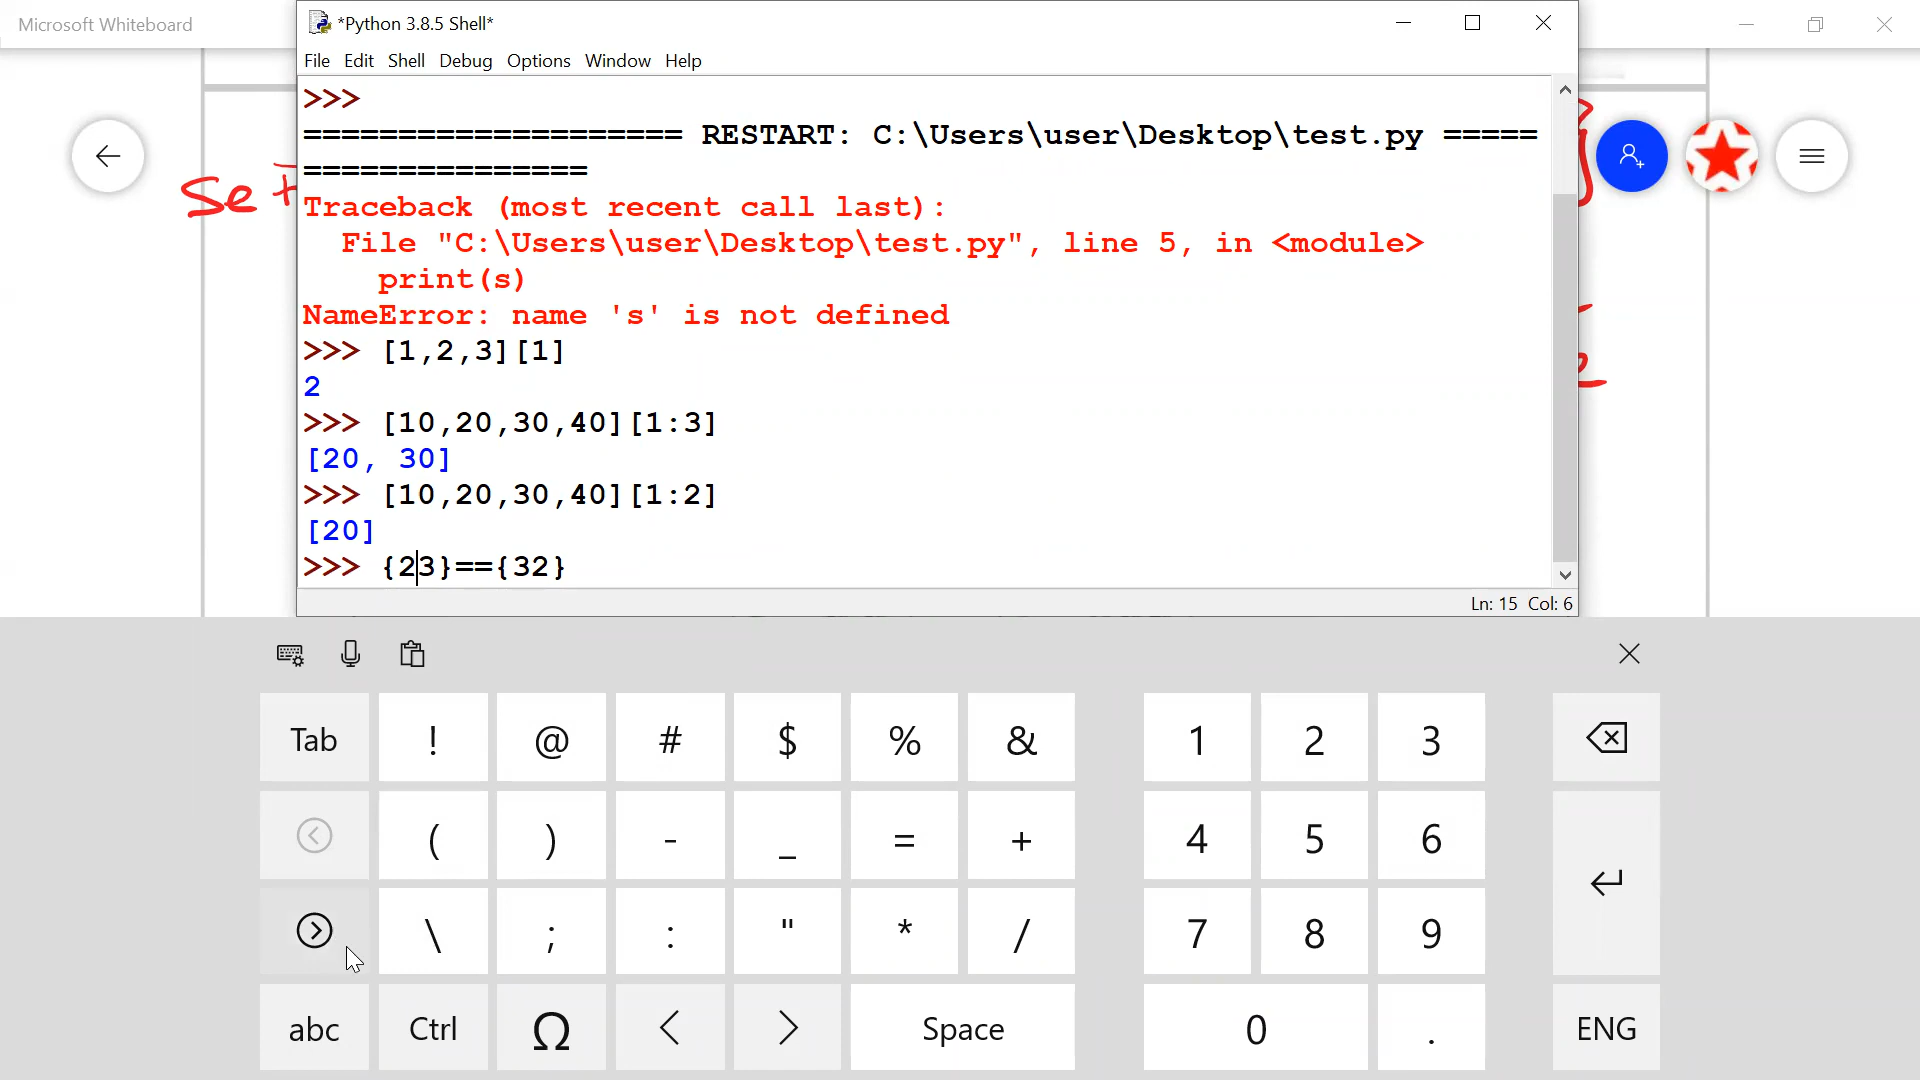 Microsoft Whiteboard
*Python 3.8.5 Shell*
File Edit Shell Debug Options Window Help
>>>
==================== RESTART: C:\Users\user\Desktop\test.py =====
===============
Traceback (most recent call last):
  File "C:\Users\user\Desktop\test.py", line 5, in <module>
    print(s)
NameError: name 's' is not defined
>>> [1,2,3][1]
2
>>> [10,20,30,40][1:3]
[20, 30]
>>> [10,20,30,40][1:2]
[20]
>>> {23}=={32}
Ln: 15 Col: 6
Set
Tab ! @ # $ % & 1 2 3
( ) - _ = + 4 5 6
\ ; : " * / 7 8 9
abc Ctrl Ω < > Space 0 . ENG